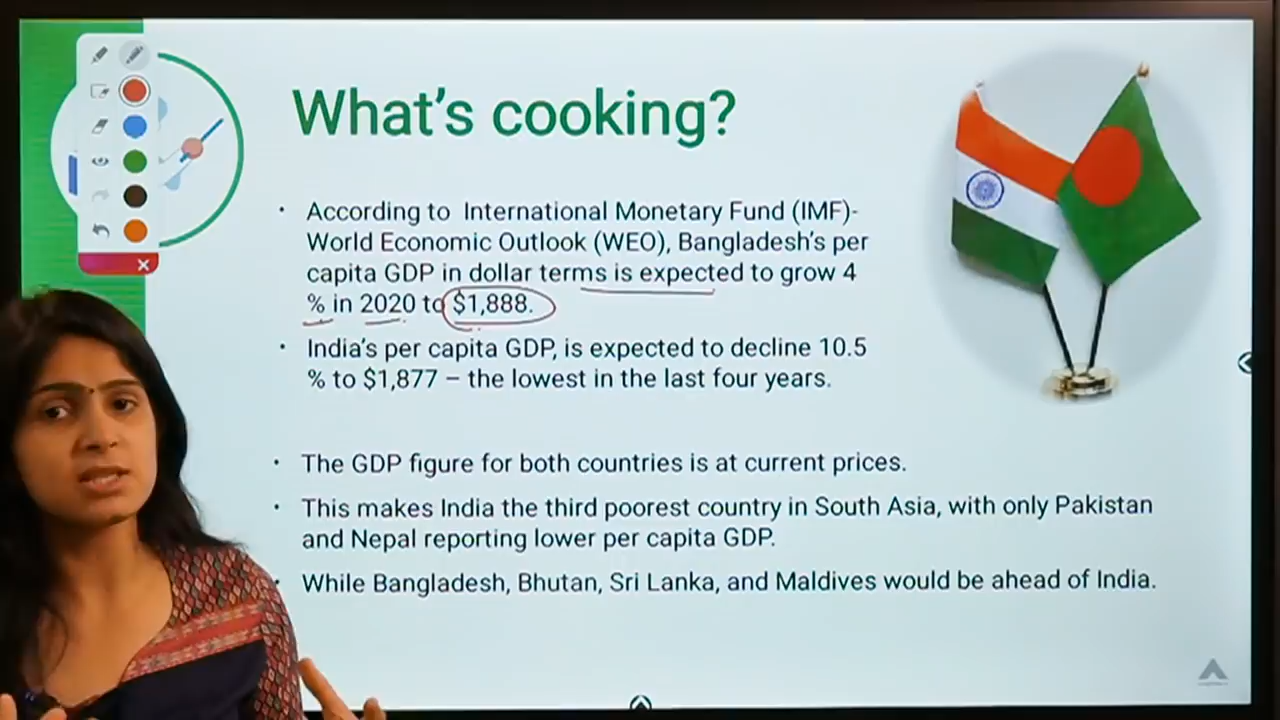 What's cooking?
• According to International Monetary Fund (IMF)-
World Economic Outlook (WEO), Bangladesh's per
capita GDP in dollar terms is expected to grow 4
% in 2020 to $1,888.
• India's per capita GDP, is expected to decline 10.5
% to $1,877 – the lowest in the last four years.
• The GDP figure for both countries is at current prices.
• This makes India the third poorest country in South Asia, with only Pakistan
and Nepal reporting lower per capita GDP.
• While Bangladesh, Bhutan, Sri Lanka, and Maldives would be ahead of India.